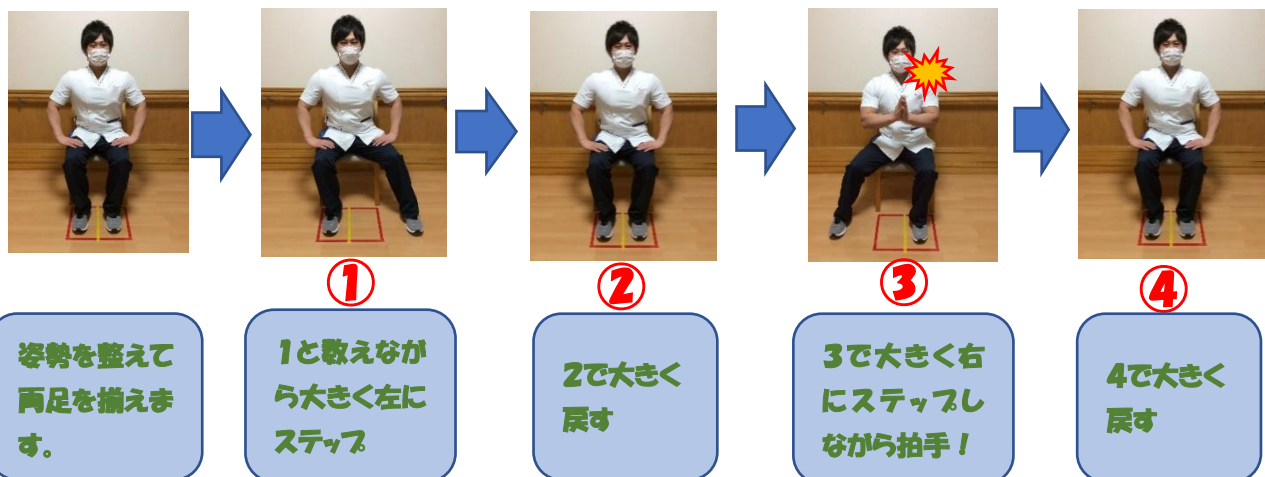 ①
②
③
④
姿勢を整えて
両足を揃えま
す。
1と数えなが
ら大きく左に
ステップ
2で大きく
戻す
3で大きく右
にステップし
ながら拍手!
4で大きく
戻す